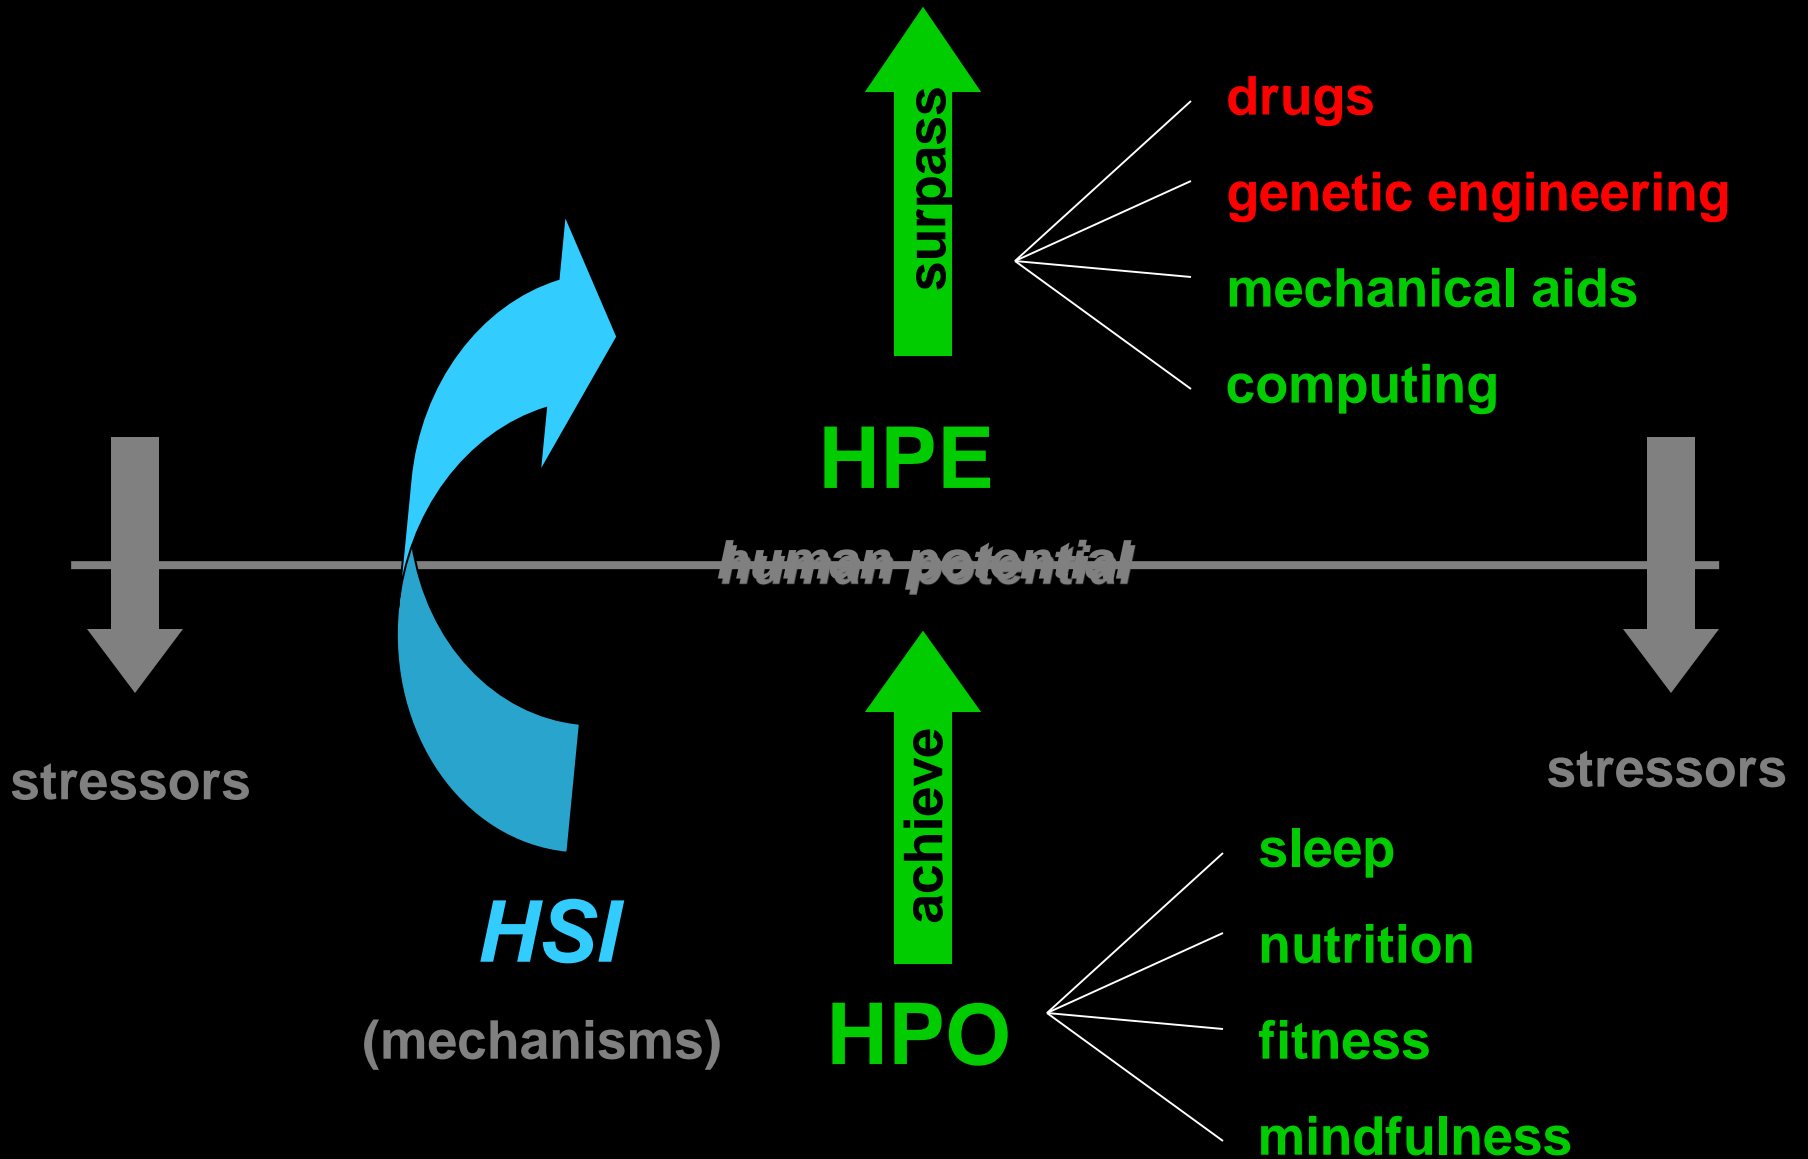 surpass
drugs
genetic engineering
mechanical aids
computing
HPE
human potential
stressors
stressors
achieve
sleep
nutrition
fitness
mindfulness
HSI
(mechanisms)
HPO